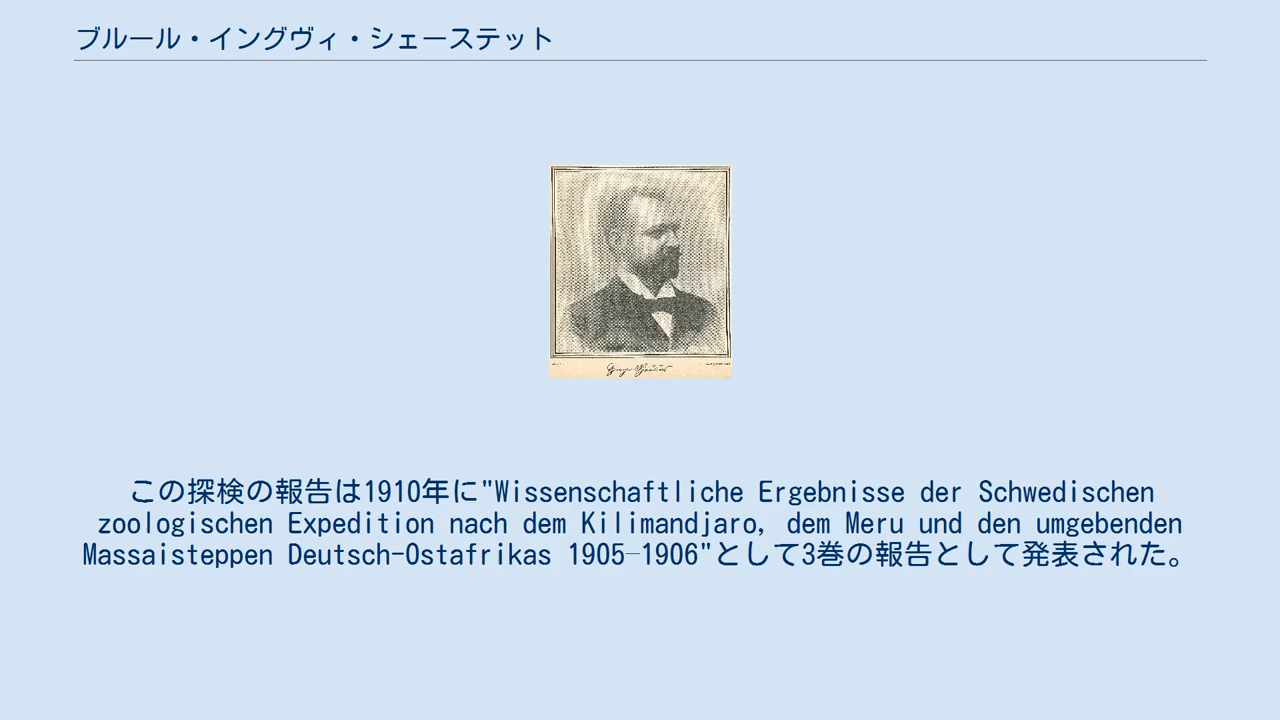 ブルール・イングヴィ・シェーステット
この探検の報告は1910年に"Wissenschaftliche Ergebnisse der Schwedischen
zoologischen Expedition nach dem Kilimandjaro, dem Meru und den umgebenden
Massaisteppen Deutsch-Ostafrikas 1905–1906"として3巻の報告として発表された。